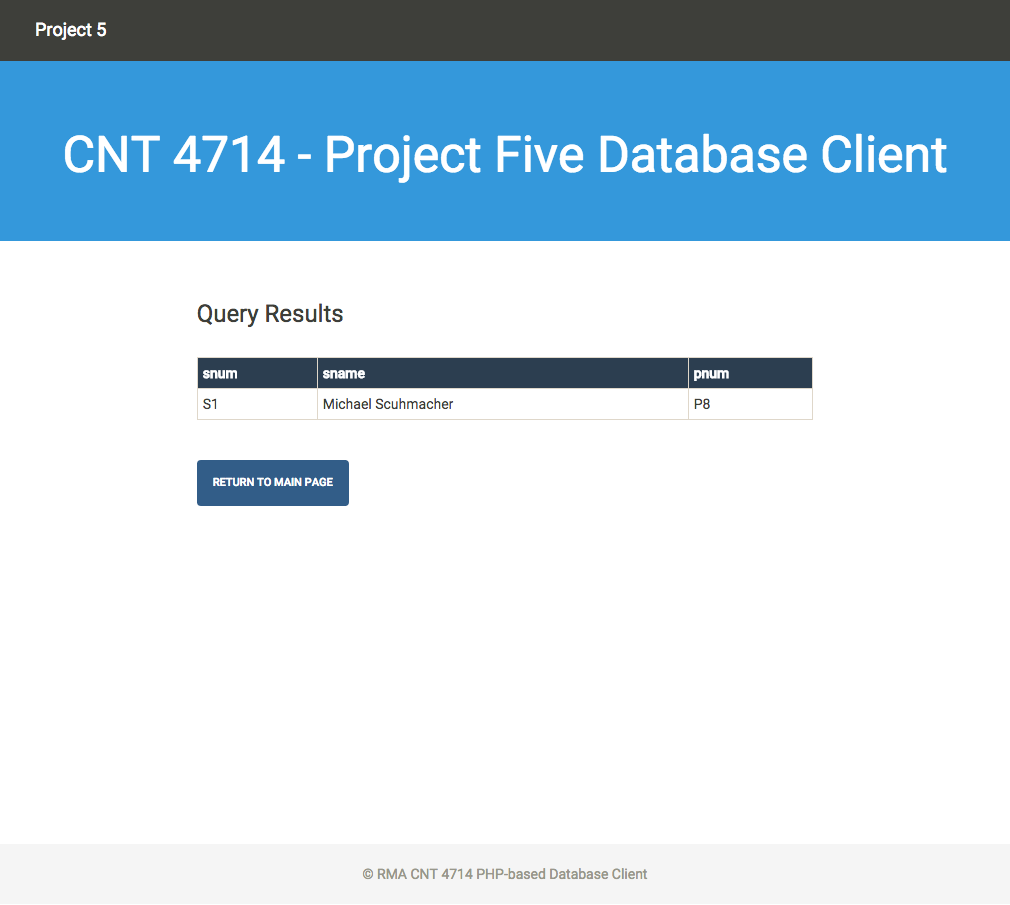 Project 5
CNT 4714 - Project Five Database Client
Query Results
snum sname pnum
S1 Michael Scuhmacher P8
RETURN TO MAIN PAGE
© RMA CNT 4714 PHP-based Database Client